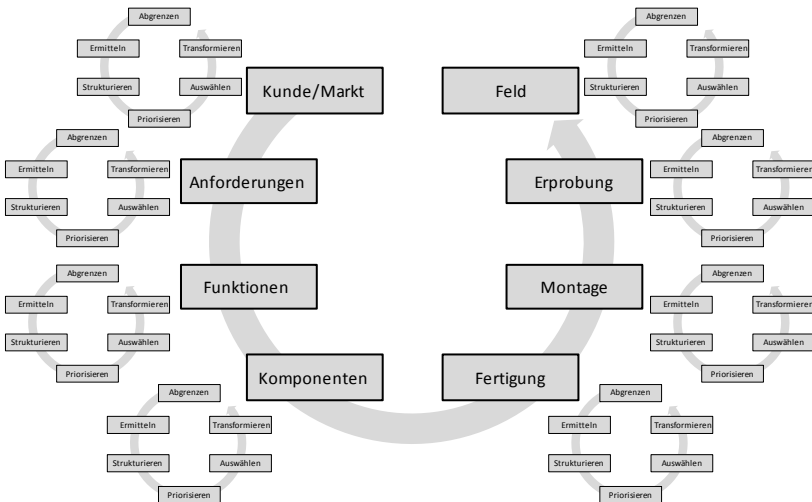 Abgrenzen
Ermitteln
Transformieren
Strukturieren
Auswählen
Priorisieren
Kunde/Markt
Abgrenzen
Ermitteln
Transformieren
Strukturieren
Auswählen
Priorisieren
Anforderungen
Abgrenzen
Ermitteln
Transformieren
Strukturieren
Auswählen
Priorisieren
Funktionen
Abgrenzen
Ermitteln
Transformieren
Strukturieren
Auswählen
Priorisieren
Komponenten
Abgrenzen
Ermitteln
Transformieren
Strukturieren
Auswählen
Priorisieren
Feld
Abgrenzen
Ermitteln
Transformieren
Strukturieren
Auswählen
Priorisieren
Erprobung
Abgrenzen
Ermitteln
Transformieren
Strukturieren
Auswählen
Priorisieren
Montage
Abgrenzen
Ermitteln
Transformieren
Strukturieren
Auswählen
Priorisieren
Fertigung